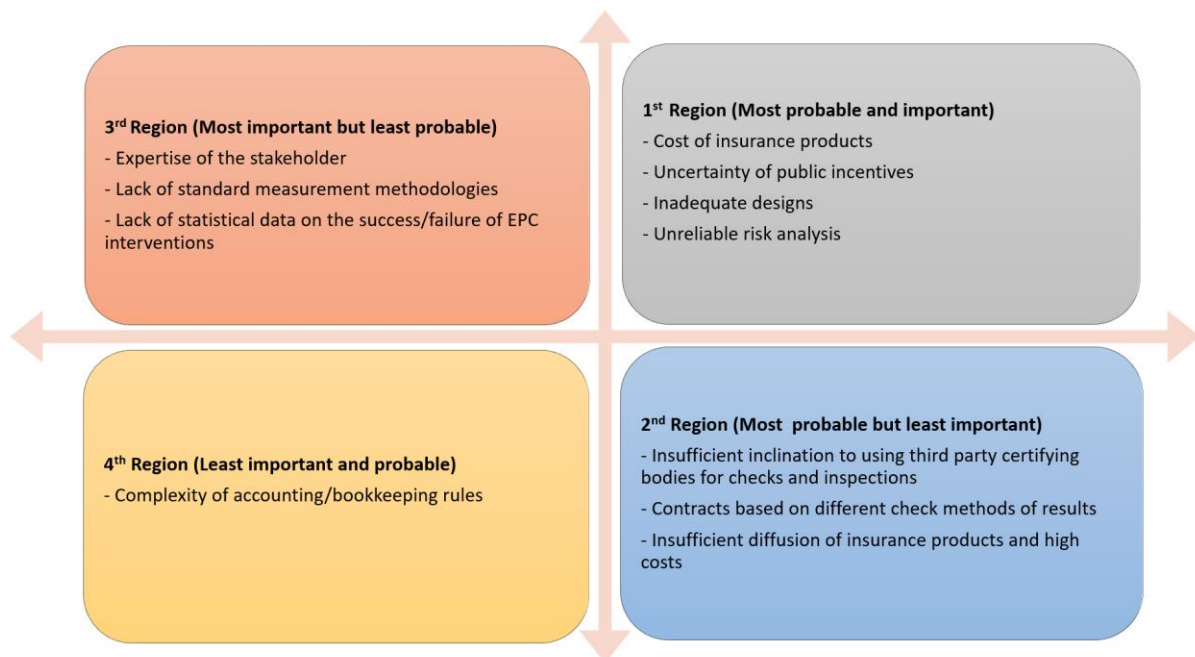 3rd Region (Most important but least probable)
- Expertise of the stakeholder
- Lack of standard measurement methodologies
- Lack of statistical data on the success/failure of EPC
interventions
1st Region (Most probable and important)
- Cost of insurance products
- Uncertainty of public incentives
- Inadequate designs
- Unreliable risk analysis
4th Region (Least important and probable)
- Complexity of accounting/bookkeeping rules
2nd Region (Most  probable but least important)
- Insufficient inclination to using third party certifying
bodies for checks and inspections
- Contracts based on different check methods of results
- Insufficient diffusion of insurance products and high
costs